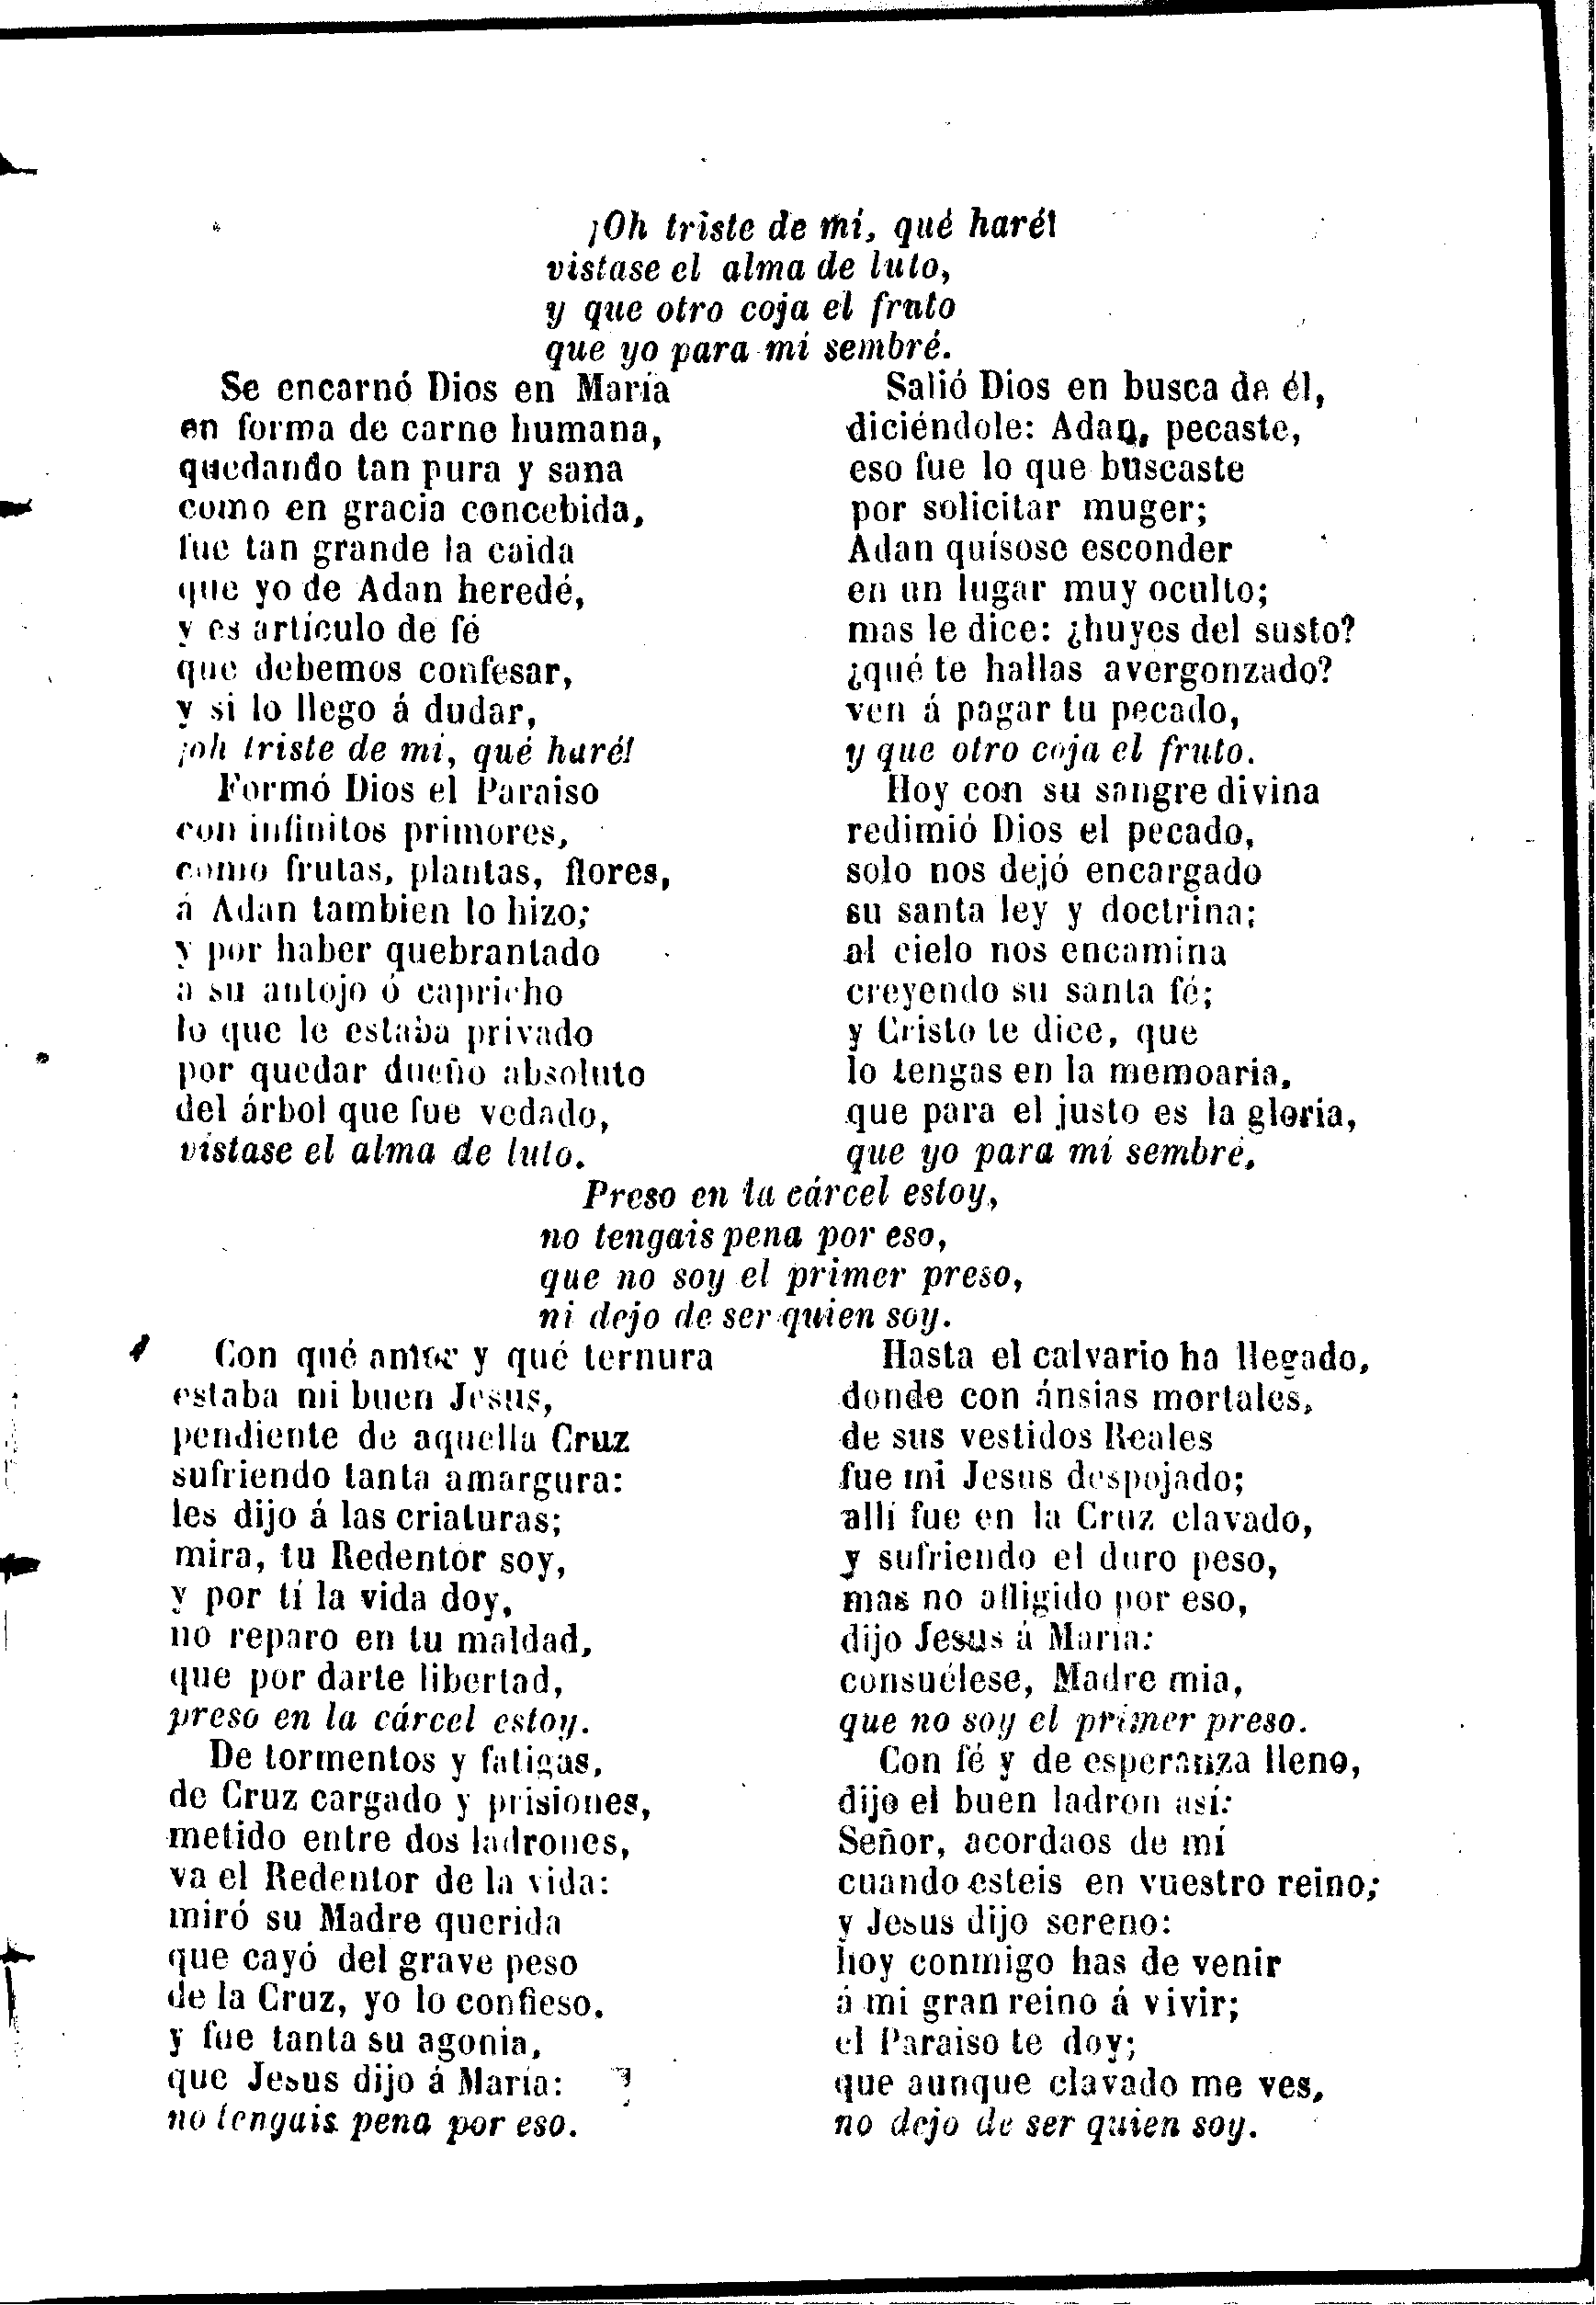 ¡Oh triste de mí, qué haré!
vistase el alma de luto,
y que otro coja el fruto
que yo para mí sembré.
Se encarnó Dios en María
en forma de carne humana,
quedando tan pura y sana
como en gracia concebida,
fue tan grande la caida
que yo de Adan heredé,
y es artículo de fé
que debemos confesar,
y si lo llego á dudar,
¡oh triste de mi, qué haré!
Formó Dios el Paraiso
con infinitos primores,
como frutas, plantas, flores,
á Adan tambien lo hizo;
y por haber quebrantado
a su antojo ó capricho
lo que le estaba privado
por quedar dueño absoluto
del árbol que fue vedado,
vistase el alma de luto.
Salió Dios en busca de él,
diciéndole: Adan, pecaste,
eso fue lo que buscaste
por solicitar muger;
Adan quísose esconder
en un lugar muy oculto;
mas le dice: ¿huyes del susto?
¿qué te hallas avergonzado?
ven á pagar tu pecado,
y que otro coja el fruto.
Hoy con su sangre divina
redimió Dios el pecado,
solo nos dejó encargado
su santa ley y doctrina;
al cielo nos encamina
creyendo su santa fé;
y Cristo te dice, que
lo tengas en la memoaria,
que para el justo es la gloria,
que yo para mí sembré.
Preso en la cárcel estoy,
no tengais pena por eso,
que no soy el primer preso,
ni dejo de ser quien soy.
Con qué amor y qué ternura
estaba mi buen Jesus,
pendiente de aquella Cruz
sufriendo tanta amargura:
les dijo á las criaturas;
mira, tu Redentor soy,
y por tí la vida doy,
no reparo en tu maldad,
que por darte libertad,
preso en la cárcel estoy.
De tormentos y fatigas,
de Cruz cargado y prisiones,
metido entre dos ladrones,
va el Redentor de la vida:
miró su Madre querida
que cayó del grave peso
de la Cruz, yo lo confieso,
y fue tanta su agonia,
que Jesus dijo á María:
no tengais pena por eso.
Hasta el calvario ha llegado,
donde con ánsias mortales,
de sus vestidos Reales
fue mi Jesus despojado;
allí fue en la Cruz clavado,
y sufriendo el duro peso,
mas no afligido por eso,
dijo Jesus á María:
consuélese, Madre mia,
que no soy el primer preso.
Con fé y de esperanza lleno,
dijo el buen ladron así:
Señor, acordaos de mí
cuando esteis en vuestro reino;
y Jesus dijo sereno:
hoy conmigo has de venir
á mi gran reino á vivir;
el Paraiso te doy;
que aunque clavado me ves,
no dejo de ser quien soy.